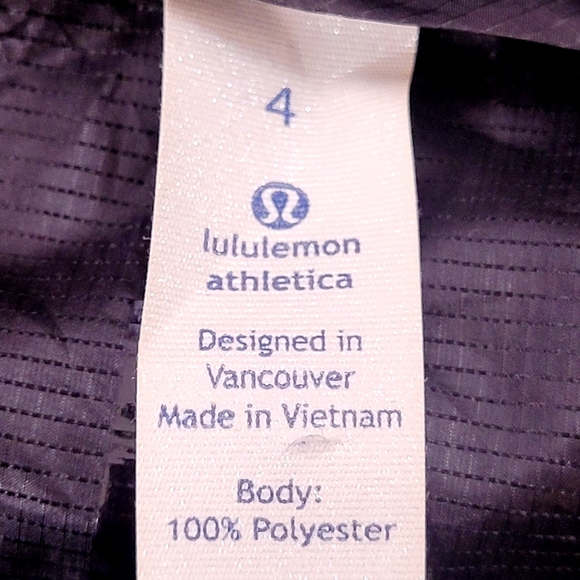 4
lululemon
athletica
Designed in
Vancouver
Made in Vietnam
Body:
100% Polyester